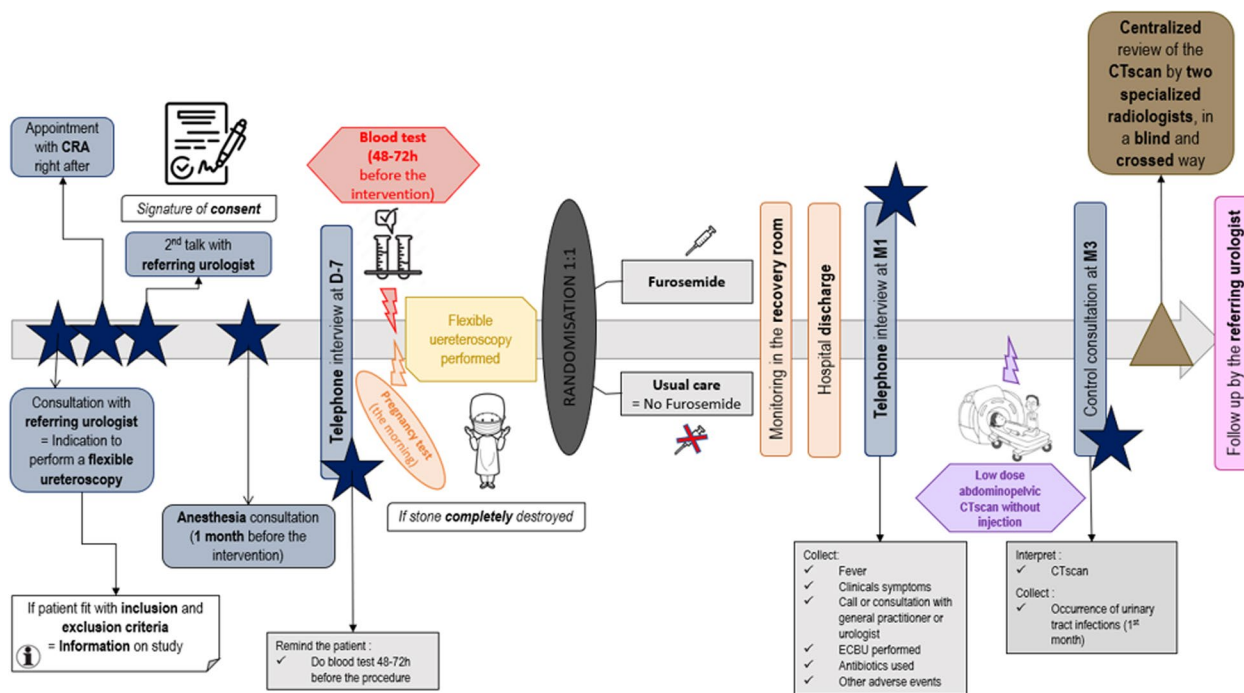 Appointment
with CRA
right after
Signature of consent
2nd talk with
referring urologist
Consultation with
referring urologist
= Indication to
perform a flexible
ureteroscopy
If patient fit with inclusion and
exclusion criteria
= Information on study
Anesthesia consultation
(1 month before the
intervention)
Telephone interview at D-7
Remind the patient :
✓ Do blood test 48-72h
before the procedure
Blood test
(48-72h
before the
intervention)
Pregnancy test
(the morning)
Flexible
uereteroscopy
performed
If stone completely destroyed
RANDOMISATION 1:1
Furosemide
Usual care
= No Furosemide
Monitoring in the recovery room
Hospital discharge
Telephone interview at M1
Collect:
✓ Fever
✓ Clinicals symptoms
✓ Call or consultation with
general practitioner or
urologist
✓ ECBU performed
✓ Antibiotics used
✓ Other adverse events
Low dose
abdominopelvic
CTscan without
injection
Control consultation at M3
Interpret :
✓ CTscan
Collect :
✓ Occurrence of urinary
tract infections (1st
month)
Centralized
review of the
CTscan by two
specialized
radiologists, in
a blind and
crossed way
Follow up by the referring urologist